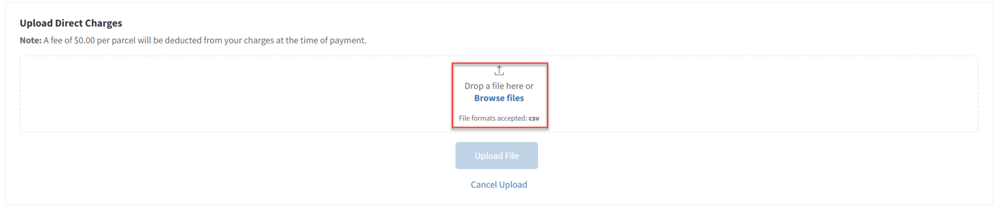 Upload Direct Charges
Note: A fee of $0.00 per parcel will be deducted from your charges at the time of payment.
Drop a file here or
Browse files
File formats accepted: csv
Upload File
Cancel Upload